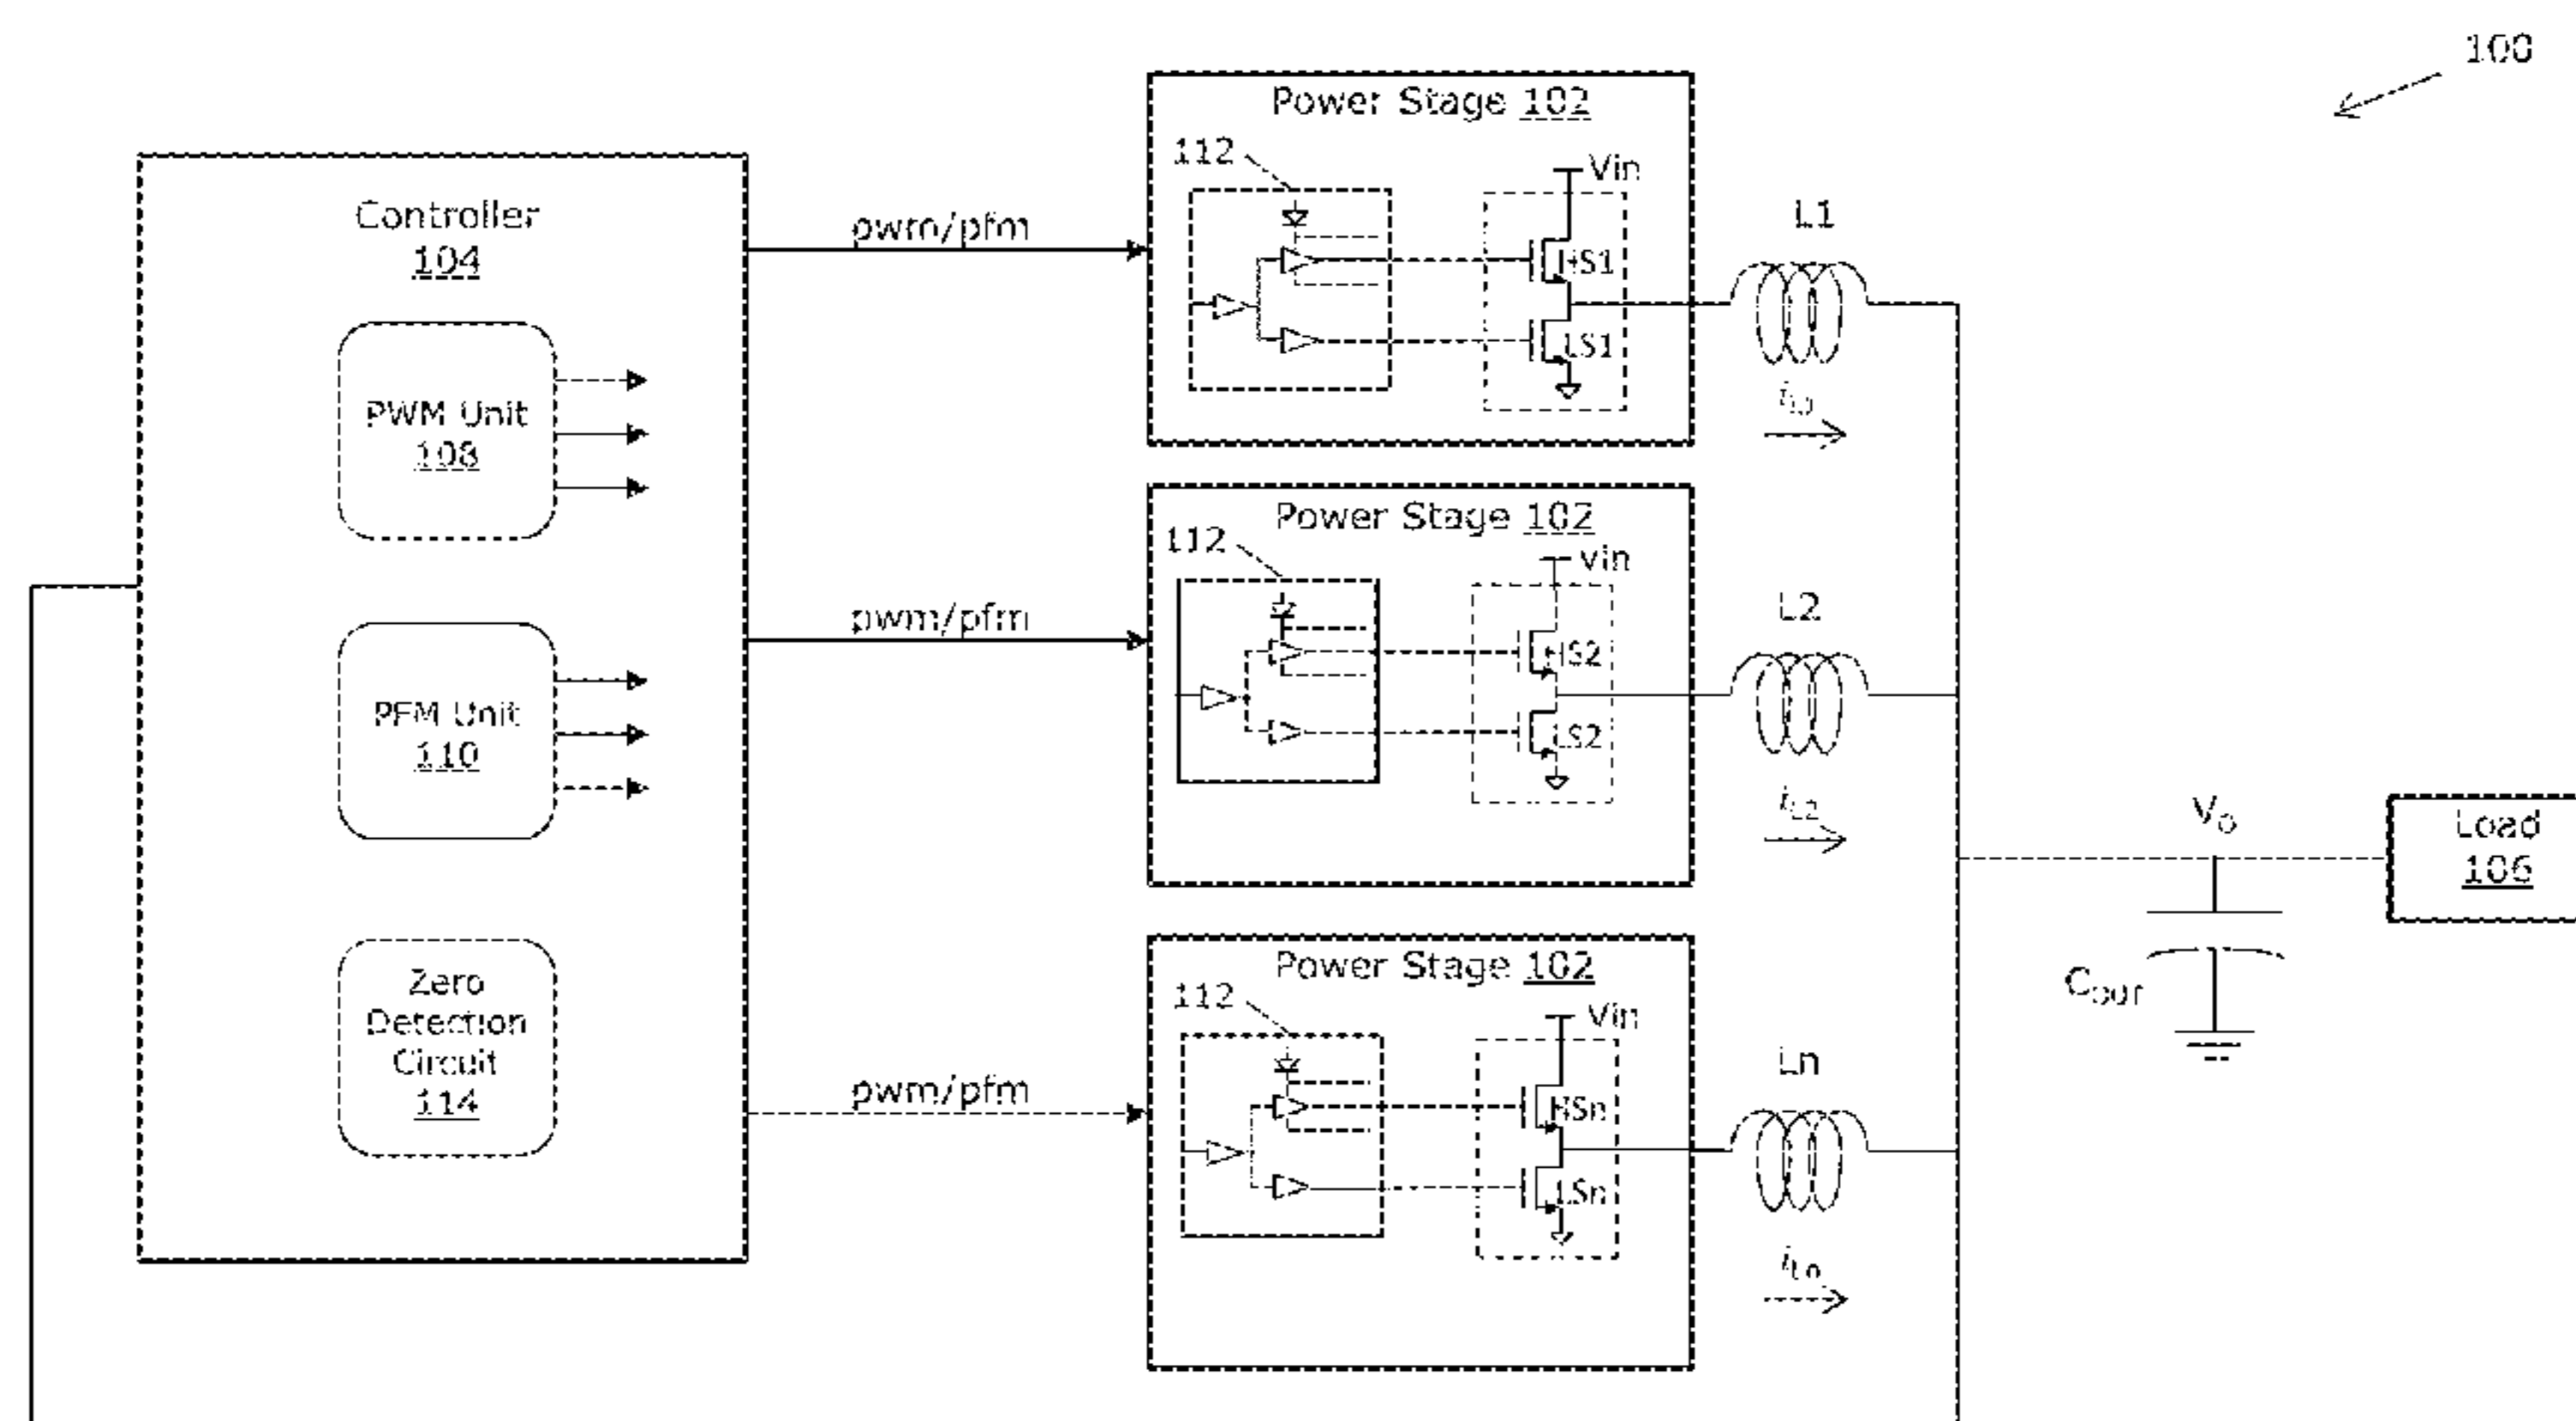 100
Power Stage 102
112
Vin
Controller
104
pwm/pfm
HS1
L1
LS1
PWM Unit
108
Power Stage 102
112
Vin
pwm/pfm
HS2
L2
LS2
PFM Unit
110
iL2
Vo
Load
106
Power Stage 102
112
Vin
Zero
Detection
Circuit
114
pwm/pfm
HSn
Ln
LSn
COUT
iLn